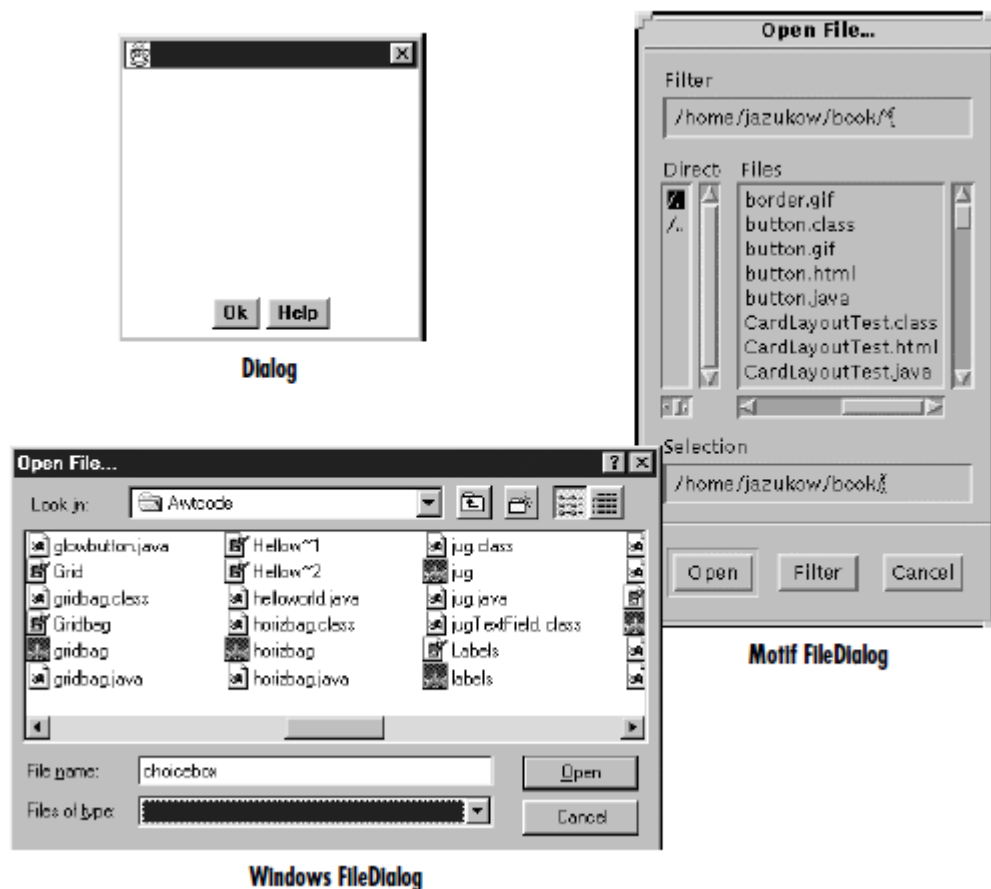 Ok Help
Dialog
Open File...
Filter
/home/jazukow/book/*
Direct Files
/.
/..
border.gif
button.class
button.gif
button.html
button.java
CardLayoutTest.class
CardLayoutTest.html
CardLayoutTest.java
Selection
/home/jazukow/book/
Open Filter Cancel
Motif FileDialog
Open File...
Look in: Awtcode
glowbutton.java Hellow~1 jug.class
Grid Hellow~2 jug
gridbag.class helloworld.java jug.java
Gridbag horizbag.class jugTextField.class
gridbag horizbag Labels
gridbag.java horizbag.java labels
File name: choicebox Open
Files of type: Cancel
Windows FileDialog